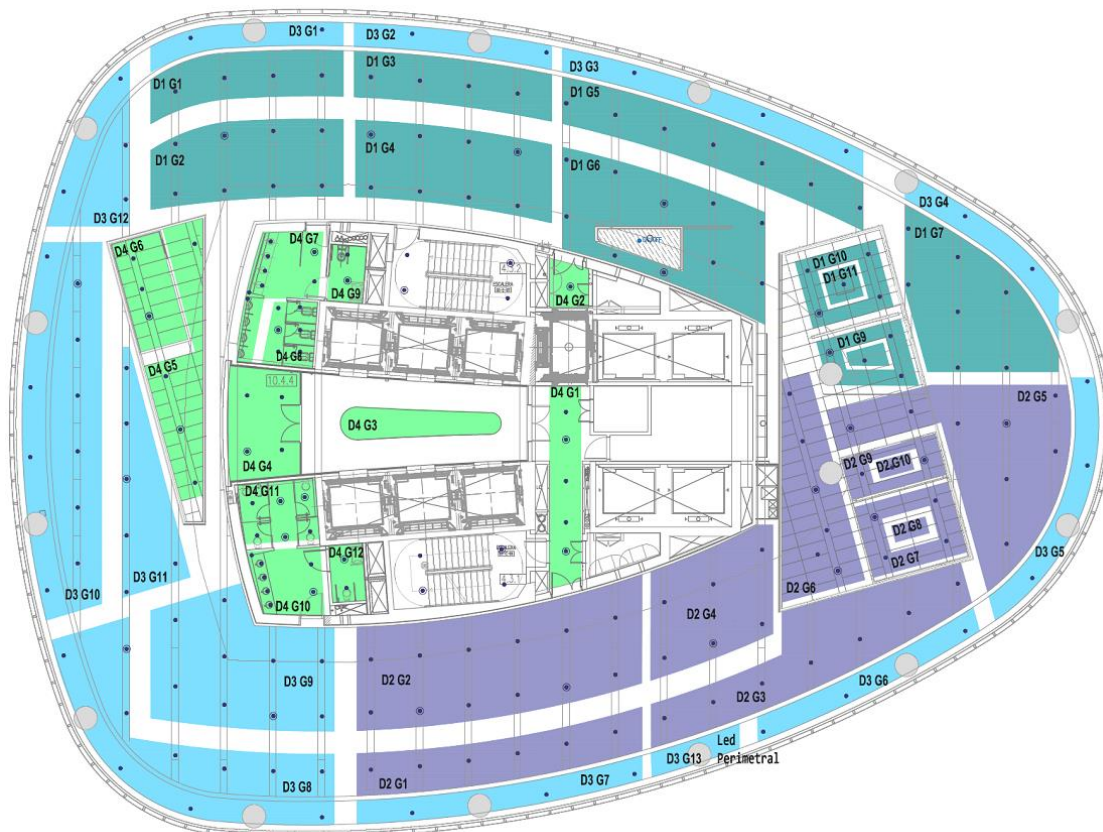 D3 G1
D3 G2
D3 G3
D1 G1
D1 G3
D1 G5
D1 G2
D1 G4
D1 G6
D3 G4
D3 G12
D1 G7
D4 G6
D4 G7
D1 G10
D1 G11
D4 G9
D4 G2
D4 G8
D1 G9
D4 G5
10.4.4
D4 G1
D2 G5
D4 G3
D4 G4
D2 G9
D2 G10
D4 G11
D2 G8
D4 G12
D3 G5
D2 G7
D3 G11
D3 G10
D2 G6
D4 G10
D2 G4
D3 G9
D2 G2
D3 G6
D2 G3
Led
Perimetral
D3 G13
D3 G7
D3 G8
D2 G1